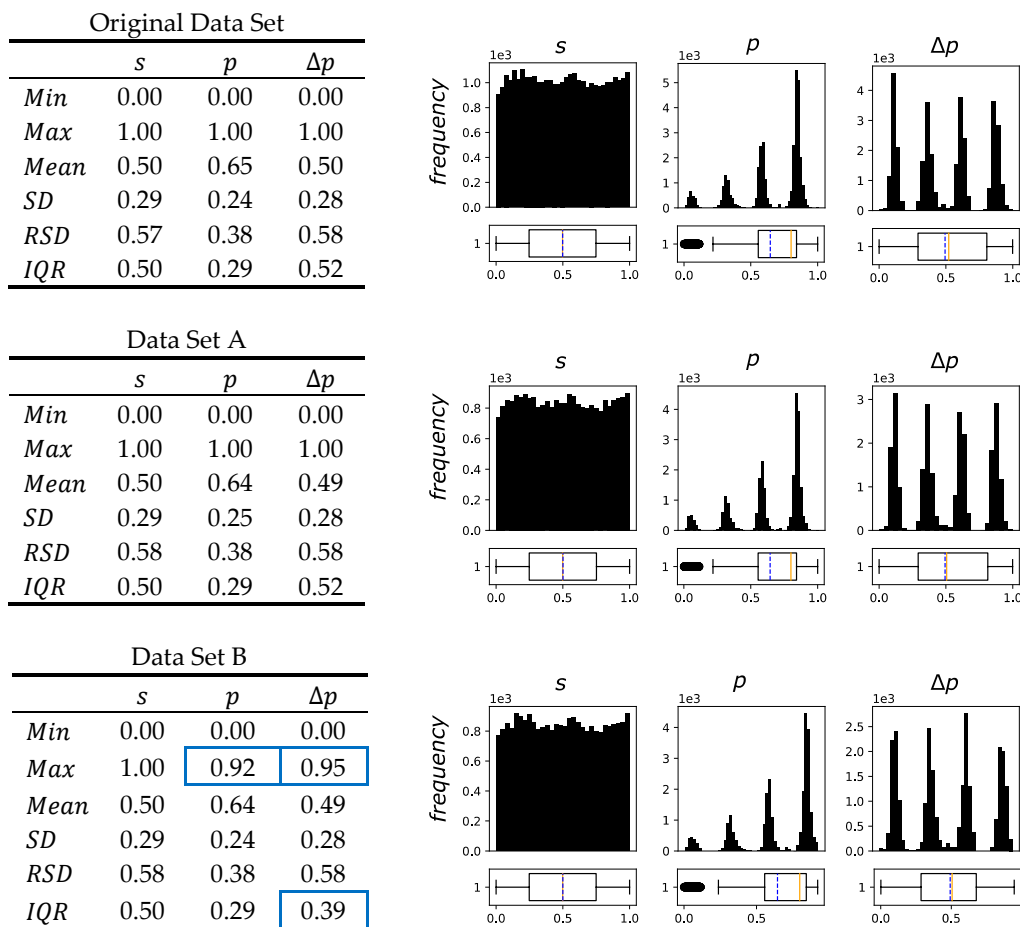 Original Data Set
s p Δp
Min 0.00 0.00 0.00
Max 1.00 1.00 1.00
Mean 0.50 0.65 0.50
SD 0.29 0.24 0.28
RSD 0.57 0.38 0.58
IQR 0.50 0.29 0.52
s
1e3
frequency
1.0
0.8
0.6
0.4
0.2
0.0
1
0.0 0.5 1.0
p
1e3
5
4
3
2
1
0
1
0.0 0.5 1.0
Δp
1e3
4
3
2
1
0
1
0.0 0.5 1.0
Data Set A
s p Δp
Min 0.00 0.00 0.00
Max 1.00 1.00 1.00
Mean 0.50 0.64 0.49
SD 0.29 0.25 0.28
RSD 0.58 0.38 0.58
IQR 0.50 0.29 0.52
s
1e3
frequency
0.8
0.6
0.4
0.2
0.0
1
0.0 0.5 1.0
p
1e3
4
3
2
1
0
1
0.0 0.5 1.0
Δp
1e3
3
2
1
0
1
0.0 0.5 1.0
Data Set B
s p Δp
Min 0.00 0.00 0.00
Max 1.00 0.92 0.95
Mean 0.50 0.64 0.49
SD 0.29 0.24 0.28
RSD 0.58 0.38 0.58
IQR 0.50 0.29 0.39
s
1e3
frequency
0.8
0.6
0.4
0.2
0.0
1
0.0 0.5 1.0
p
1e3
4
3
2
1
0
1
0.5
Δp
1e3
2.5
2.0
1.5
1.0
0.5
0.0
1
0.0 0.5